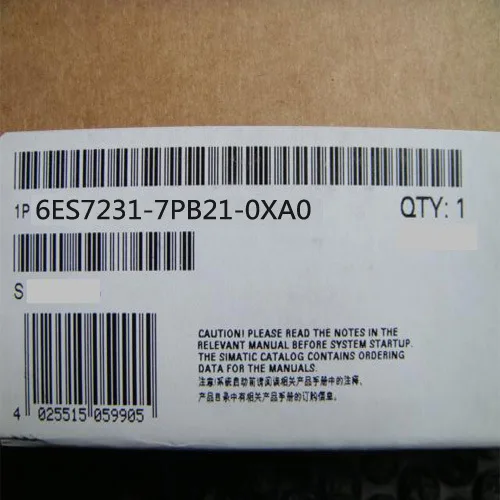 1P 6ES7231-7PB21-0XA0 QTY: 1
S
CAUTION! PLEASE READ THE NOTES IN THE
RELEVANT MANUAL BEFORE SYSTEM STARTUP.
THE SIMATIC CATALOG CONTAINS ORDERING
DATA FOR THE MANUALS.
注意!系统启动前请阅读相关产品手册中的注释,
产品目录中有相关产品手册的订购信息.
4 025515 059905